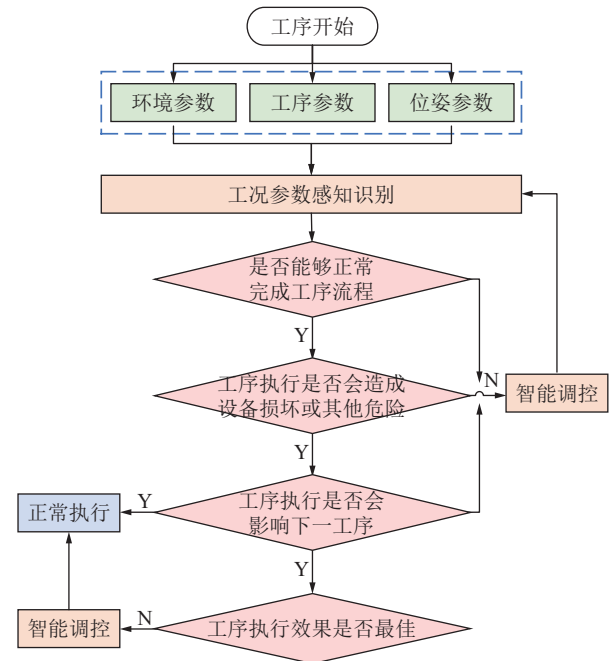 工序开始
环境参数
工序参数
位姿参数
工况参数感知识别
是否能够正常
完成工序流程
Y
工序执行是否会造成
设备损坏或其他危险
N
智能调控
Y
工序执行是否会
影响下一工序
Y
正常执行
Y
工序执行效果是否最佳
N
智能调控